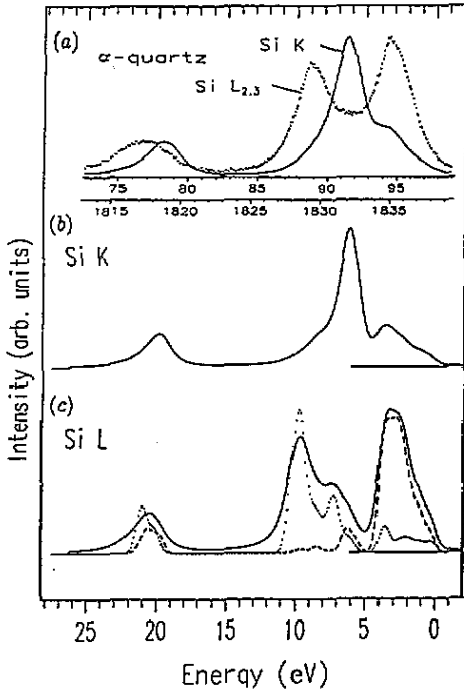 (a)
α-quartz
Si K
Si L2,3
75 80 85 90 95
1815 1820 1825 1830 1835
(b)
Si K
(c)
Si L
25 20 15 10 5 0
Energy (eV)
Intensity (arb. units)